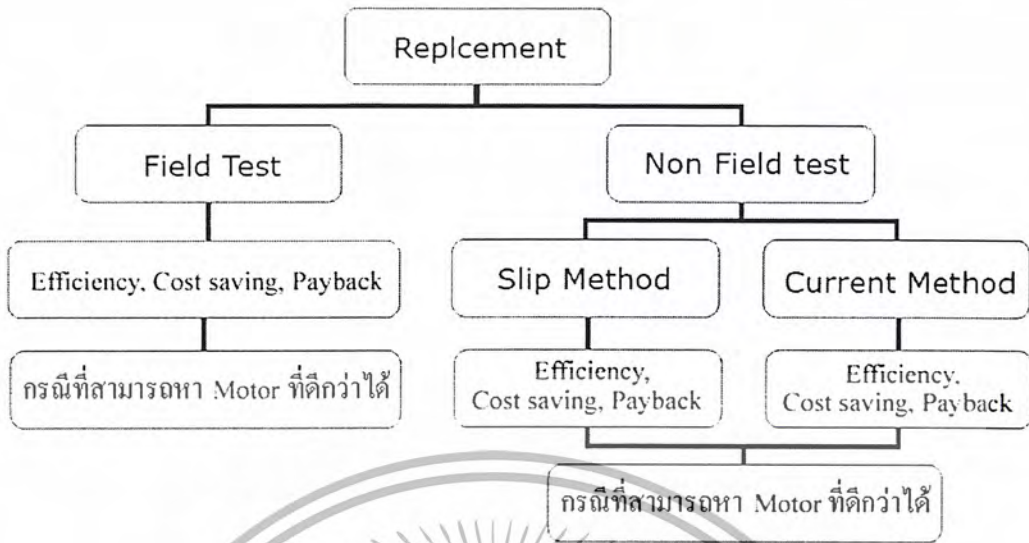 Replcement
Field Test
Non Field test
Efficiency, Cost saving, Payback
Slip Method
Current Method
กรณีที่สามารถหา Motor ที่ดีกว่าได้
Efficiency,
Cost saving, Payback
Efficiency,
Cost saving, Payback
กรณีที่สามารถหา Motor ที่ดีกว่าได้